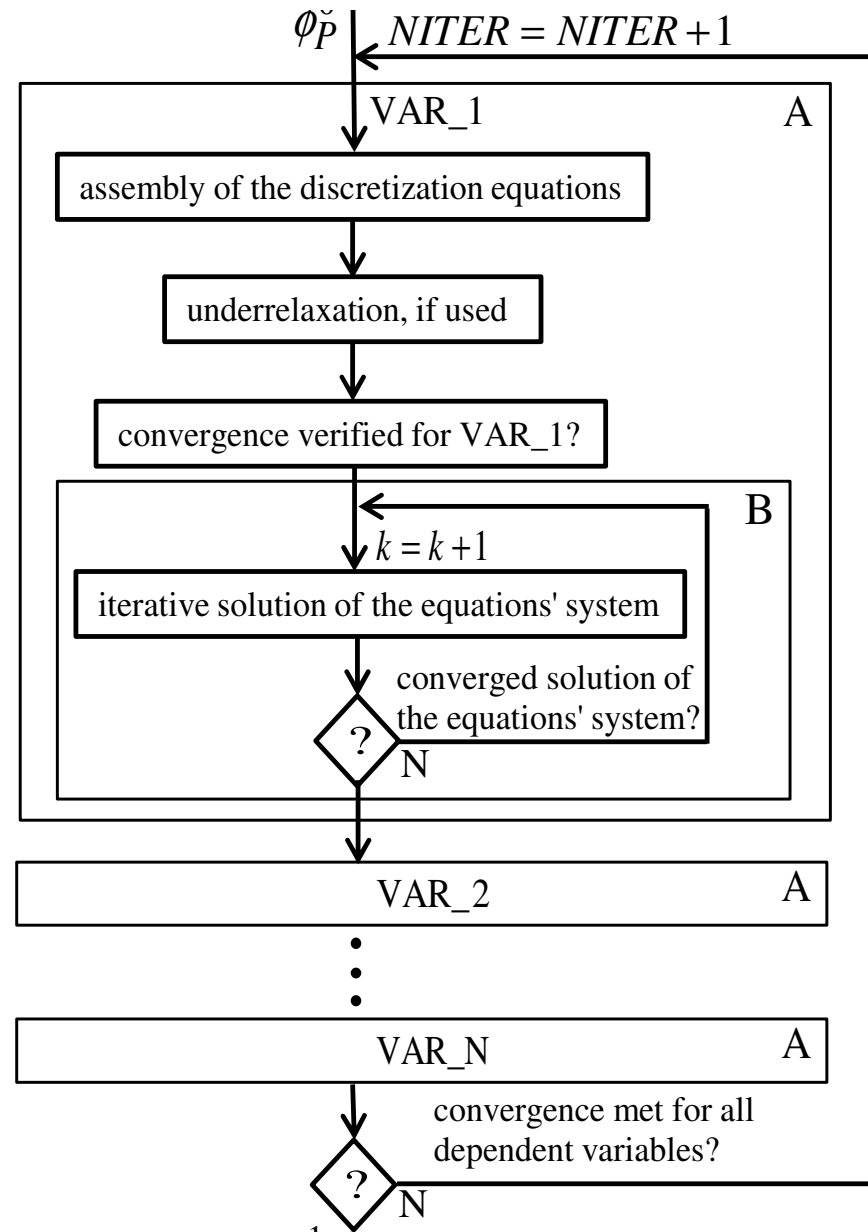 ϕ_P NITER = NITER + 1
VAR_1 A
assembly of the discretization equations
underrelaxation, if used
convergence verified for VAR_1?
B
k = k + 1
iterative solution of the equations' system
converged solution of
the equations' system?
?
N
VAR_2 A
VAR_N A
convergence met for all
dependent variables?
?
N